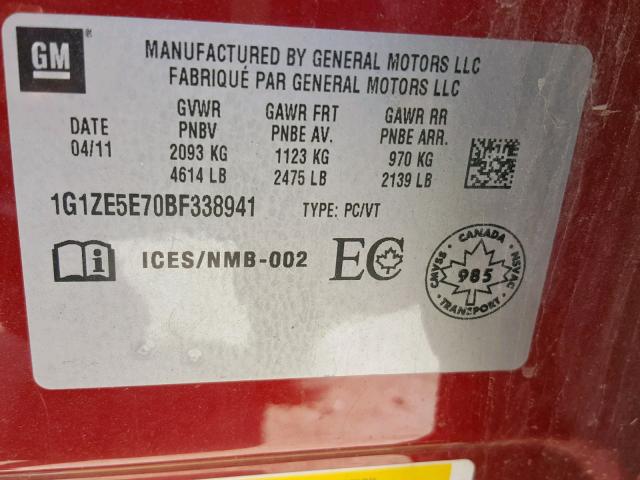 GM
MANUFACTURED BY GENERAL MOTORS LLC
FABRIQUÉ PAR GENERAL MOTORS LLC
DATE
04/11
GVWR
PNBV
2093 KG
4614 LB
GAWR FRT
PNBE AV.
1123 KG
2475 LB
GAWR RR
PNBE ARR.
970 KG
2139 LB
1G1ZE5E70BF338941 TYPE: PC/VT
i ICES/NMB-002 EC
CANADA
CMVSS 985 NSVAC
TRANSPORT